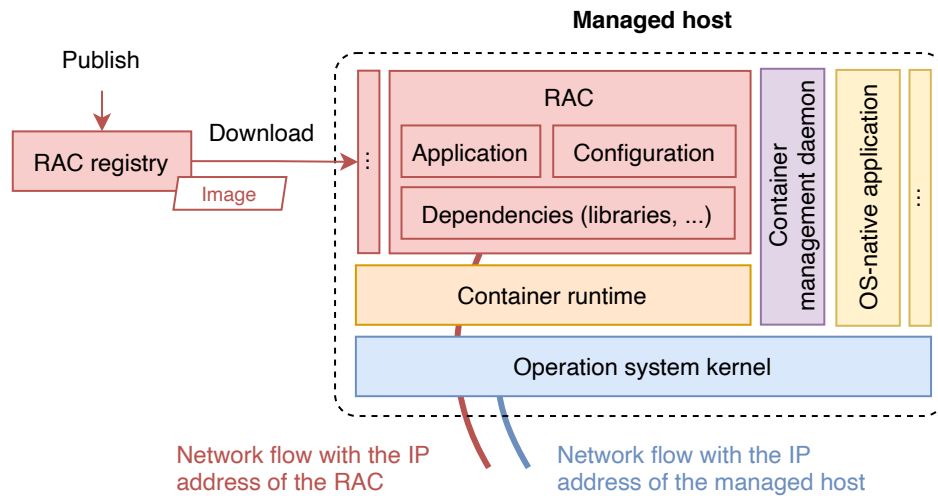 Managed host
Publish
RAC registry
Image
Download
...
RAC
Application
Configuration
Dependencies (libraries, ...)
Container
management daemon
OS-native application
...
Container runtime
Operation system kernel
Network flow with the IP
address of the RAC
Network flow with the IP
address of the managed host